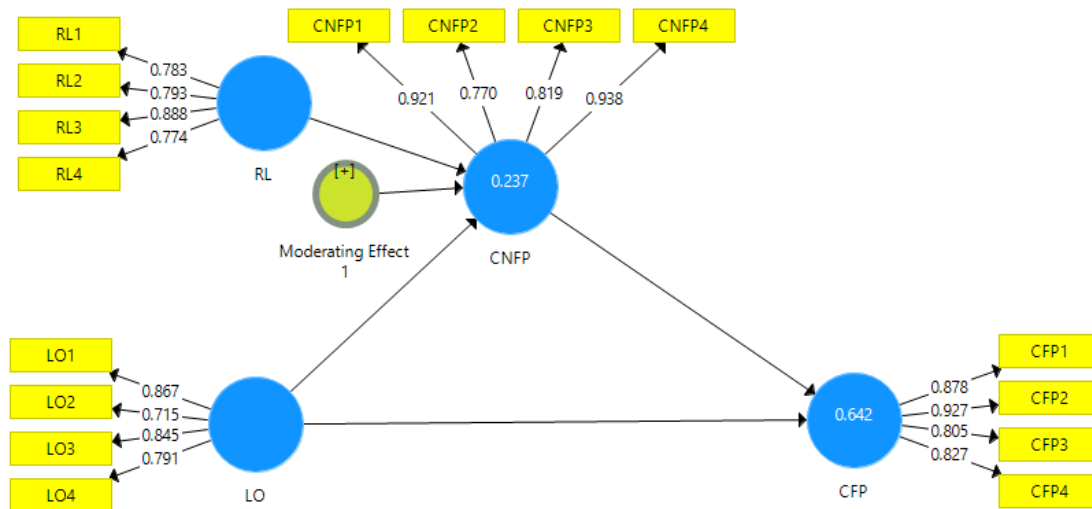 RL1
RL2
RL3
RL4
0.783
0.793
0.888
0.774
RL
CNFP1
CNFP2
CNFP3
CNFP4
0.921
0.770
0.819
0.938
[+]
Moderating Effect
1
0.237
CNFP
LO1
LO2
LO3
LO4
0.867
0.715
0.845
0.791
LO
0.642
CFP
0.878
0.927
0.805
0.827
CFP1
CFP2
CFP3
CFP4